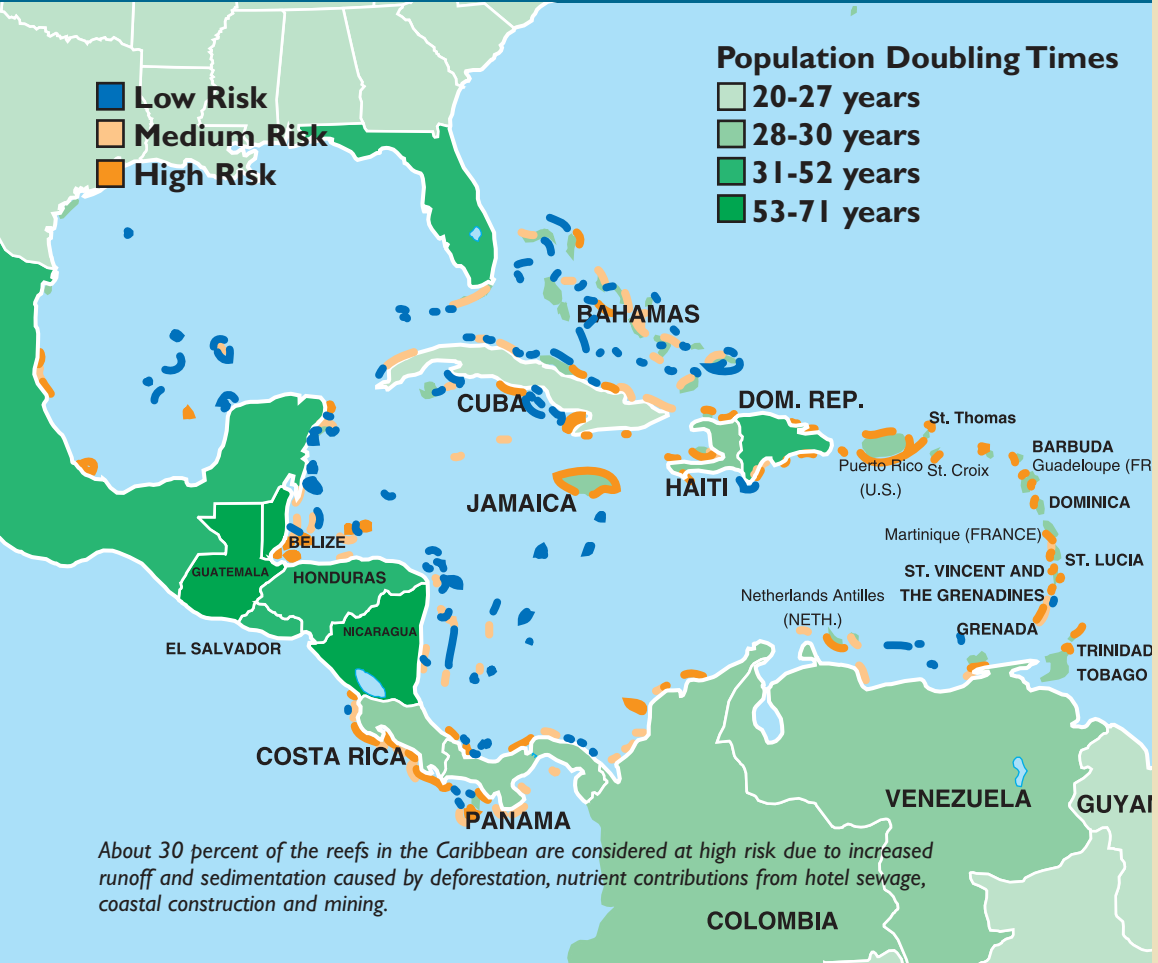 Population Doubling Times
20-27 years
28-30 years
31-52 years
53-71 years
Low Risk
Medium Risk
High Risk
BAHAMAS
CUBA
DOM. REP.
St. Thomas
BARBUDA
Guadeloupe (FR
Puerto Rico
(U.S.)
St. Croix
HAITI
JAMAICA
DOMINICA
Martinique (FRANCE)
BELIZE
ST. LUCIA
GUATEMALA
HONDURAS
ST. VINCENT AND
THE GRENADINES
Netherlands Antilles
(NETH.)
NICARAGUA
GRENADA
EL SALVADOR
TRINIDAD
TOBAGO
COSTA RICA
VENEZUELA
GUYA
PANAMA
About 30 percent of the reefs in the Caribbean are considered at high risk due to increased
runoff and sedimentation caused by deforestation, nutrient contributions from hotel sewage,
coastal construction and mining.
COLOMBIA